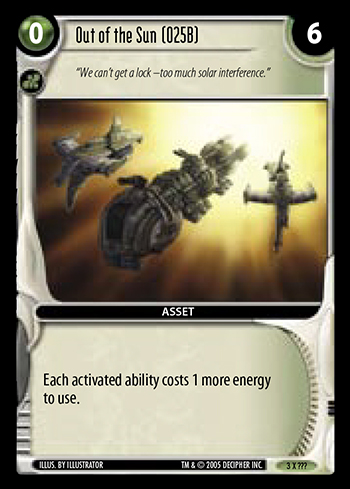 0 Out of the Sun (025B) 6
"We can't get a lock –too much solar interference."
ASSET
Each activated ability costs 1 more energy
to use.
ILLUS. BY ILLUSTRATOR TM & © 2005 DECIPHER INC. 3 X ???